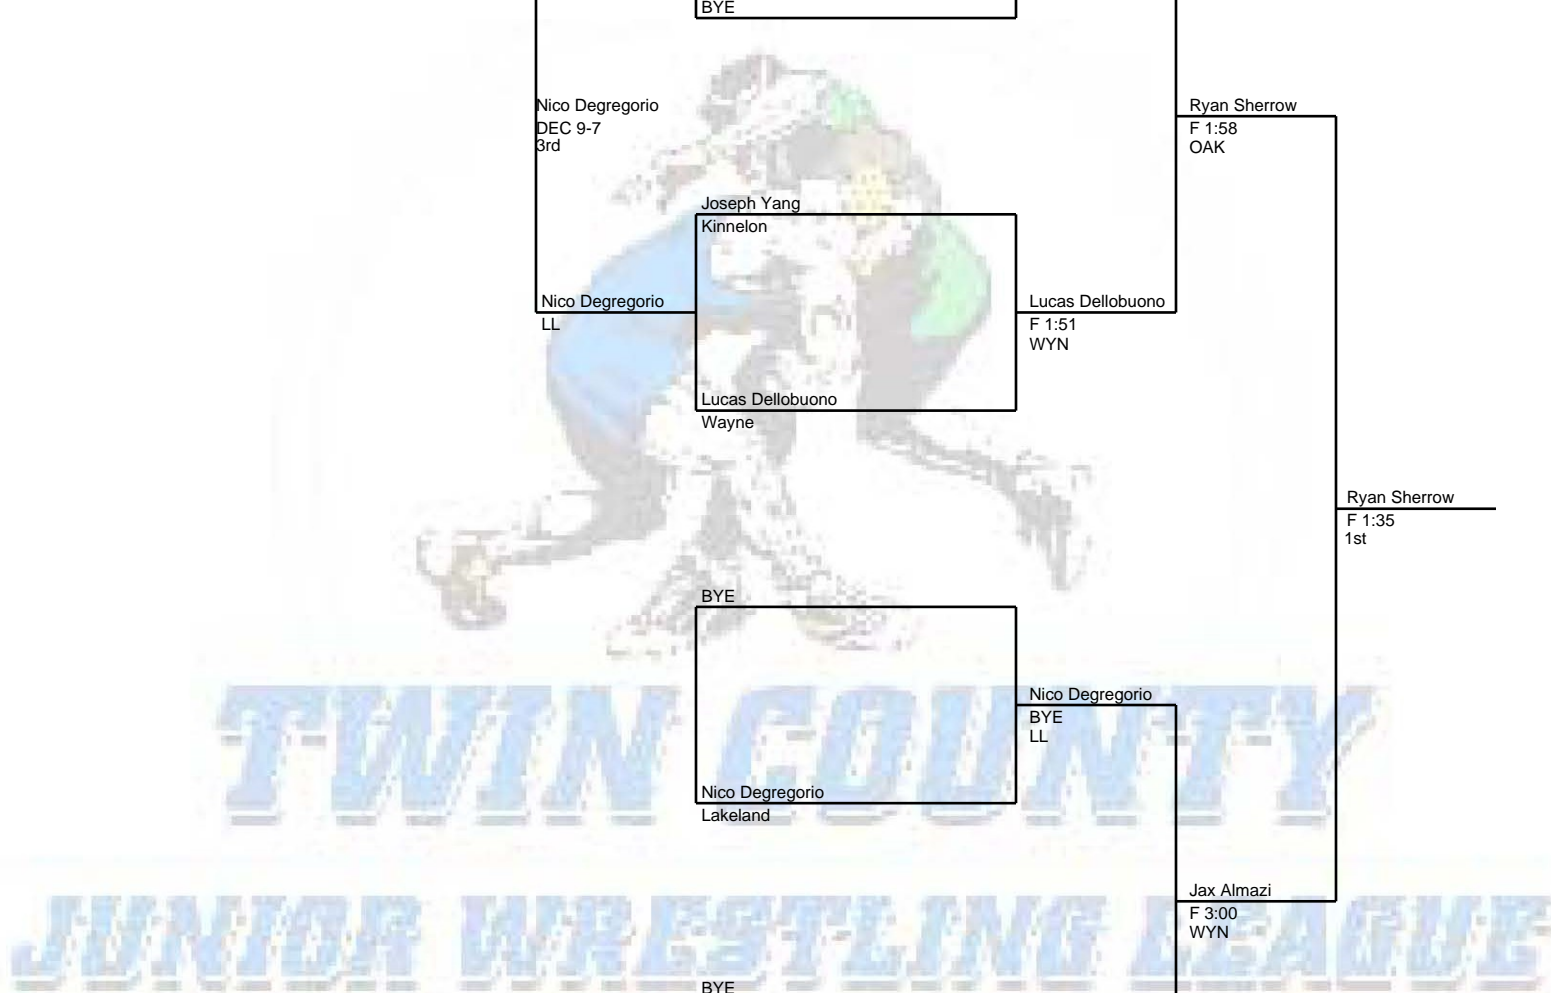 BYE
Nico Degregorio
DEC 9-7
3rd
Ryan Sherrow
F 1:58
OAK
Joseph Yang
Kinnelon
Nico Degregorio
LL
Lucas Dellobuono
F 1:51
WYN
Lucas Dellobuono
Wayne
Ryan Sherrow
F 1:35
1st
BYE
Nico Degregorio
BYE
LL
Nico Degregorio
Lakeland
TWIN COUNTY
Jax Almazi
F 3:00
WYN
JUNIOR WRESTLING LEAGUE
BYE